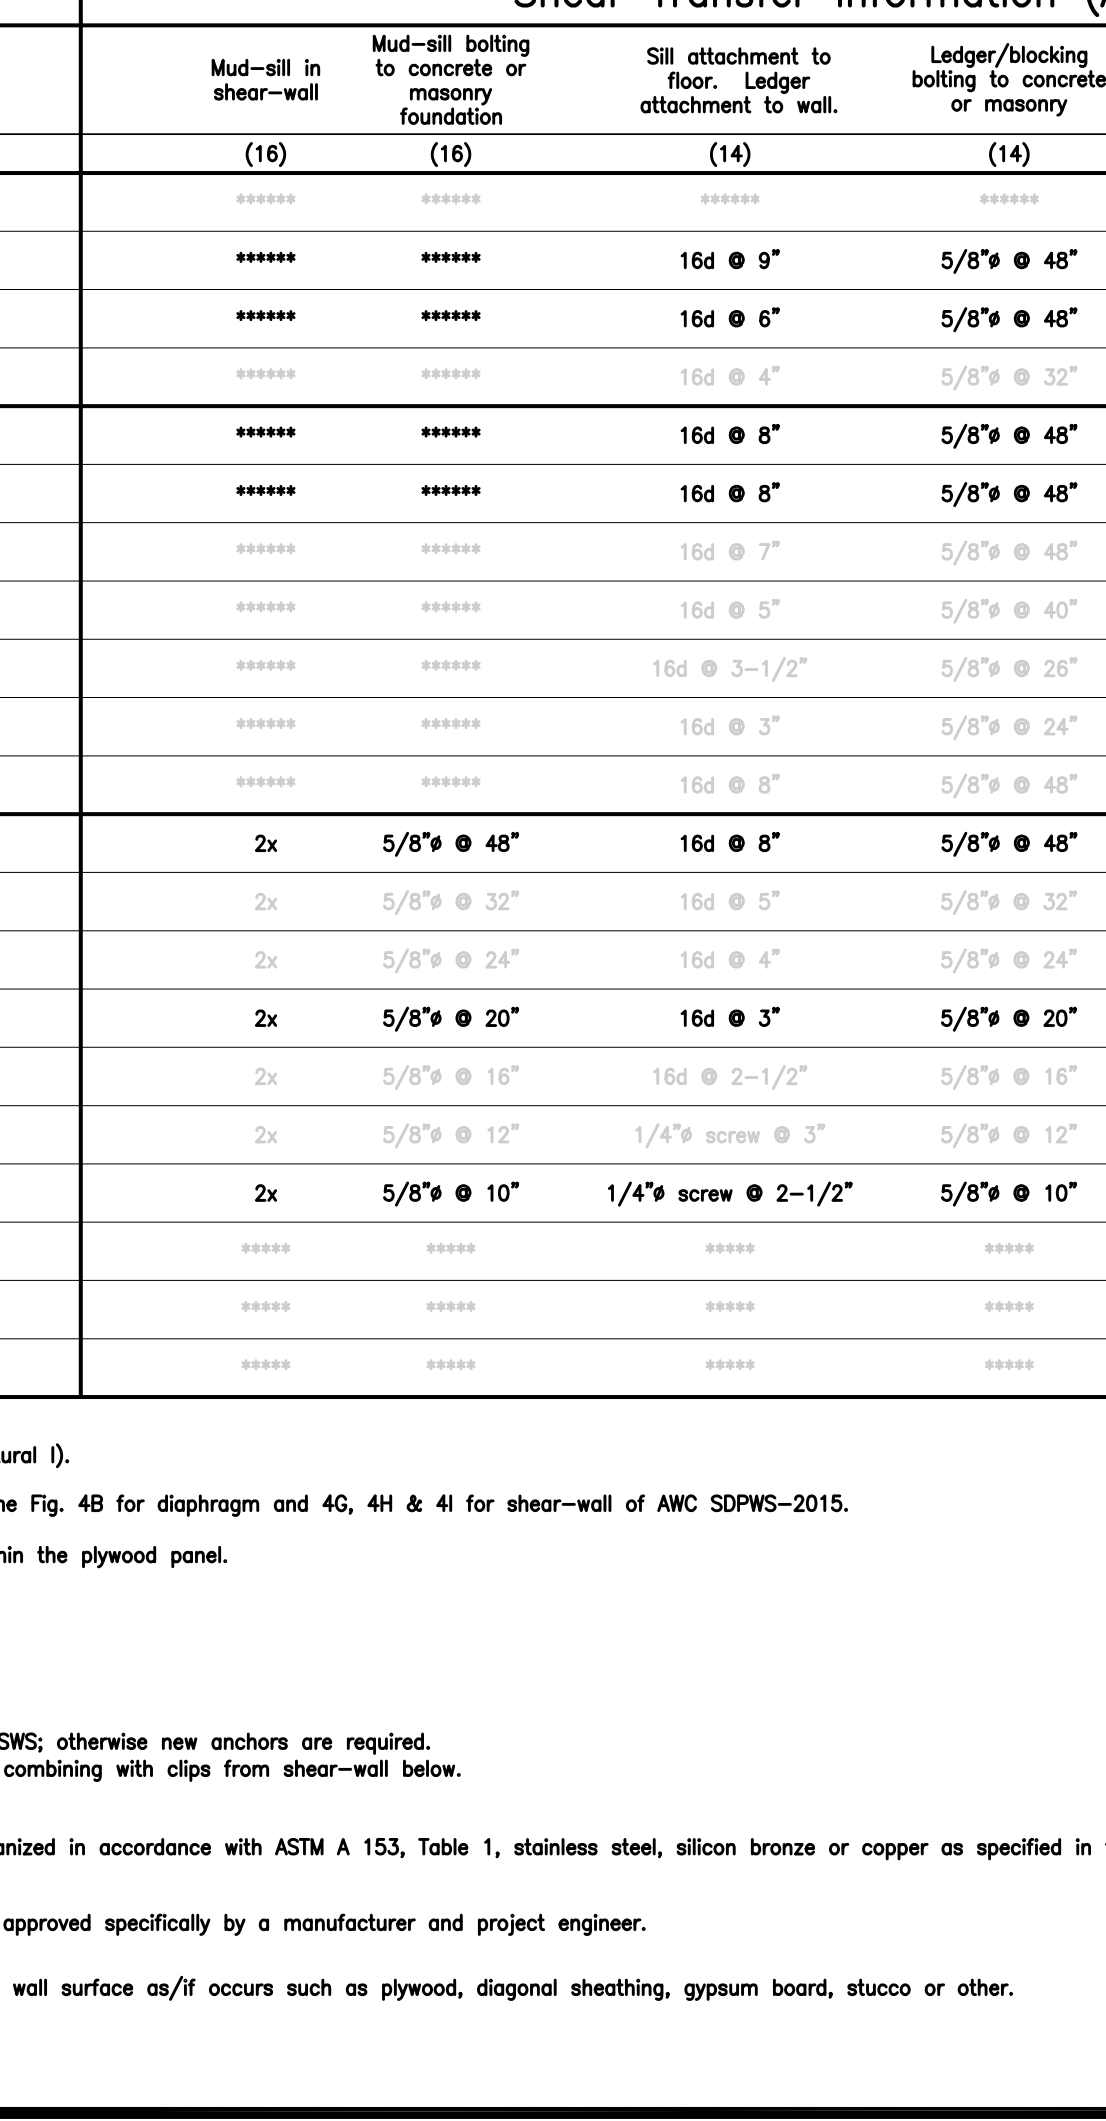 Shear Transfer Information
Mud-sill in
shear-wall
Mud-sill bolting
to concrete or
masonry
foundation
Sill attachment to
floor. Ledger
attachment to wall.
Ledger/blocking
bolting to concrete
or masonry
(16) (16) (14) (14)
****** ****** ****** ******
****** ****** 16d @ 9" 5/8"ø @ 48"
****** ****** 16d @ 6" 5/8"ø @ 48"
****** ****** 16d @ 4" 5/8"ø @ 32"
****** ****** 16d @ 8" 5/8"ø @ 48"
****** ****** 16d @ 8" 5/8"ø @ 48"
****** ****** 16d @ 7" 5/8"ø @ 48"
****** ****** 16d @ 5" 5/8"ø @ 40"
****** ****** 16d @ 3-1/2" 5/8"ø @ 26"
****** ****** 16d @ 3" 5/8"ø @ 24"
****** ****** 16d @ 8" 5/8"ø @ 48"
2x 5/8"ø @ 48" 16d @ 8" 5/8"ø @ 48"
2x 5/8"ø @ 32" 16d @ 5" 5/8"ø @ 32"
2x 5/8"ø @ 24" 16d @ 4" 5/8"ø @ 24"
2x 5/8"ø @ 20" 16d @ 3" 5/8"ø @ 20"
2x 5/8"ø @ 16" 16d @ 2-1/2" 5/8"ø @ 16"
2x 5/8"ø @ 12" 1/4"ø screw @ 3" 5/8"ø @ 12"
2x 5/8"ø @ 10" 1/4"ø screw @ 2-1/2" 5/8"ø @ 10"
***** ***** ***** *****
***** ***** ***** *****
***** ***** ***** *****
ural I).
Fig. 4B for diaphragm and 4G, 4H & 4I for shear-wall of AWC SDPWS-2015.
the plywood panel.
SWS; otherwise new anchors are required.
combining with clips from shear-wall below.
anized in accordance with ASTM A 153, Table 1, stainless steel, silicon bronze or copper as specified in
approved specifically by a manufacturer and project engineer.
wall surface as/if occurs such as plywood, diagonal sheathing, gypsum board, stucco or other.